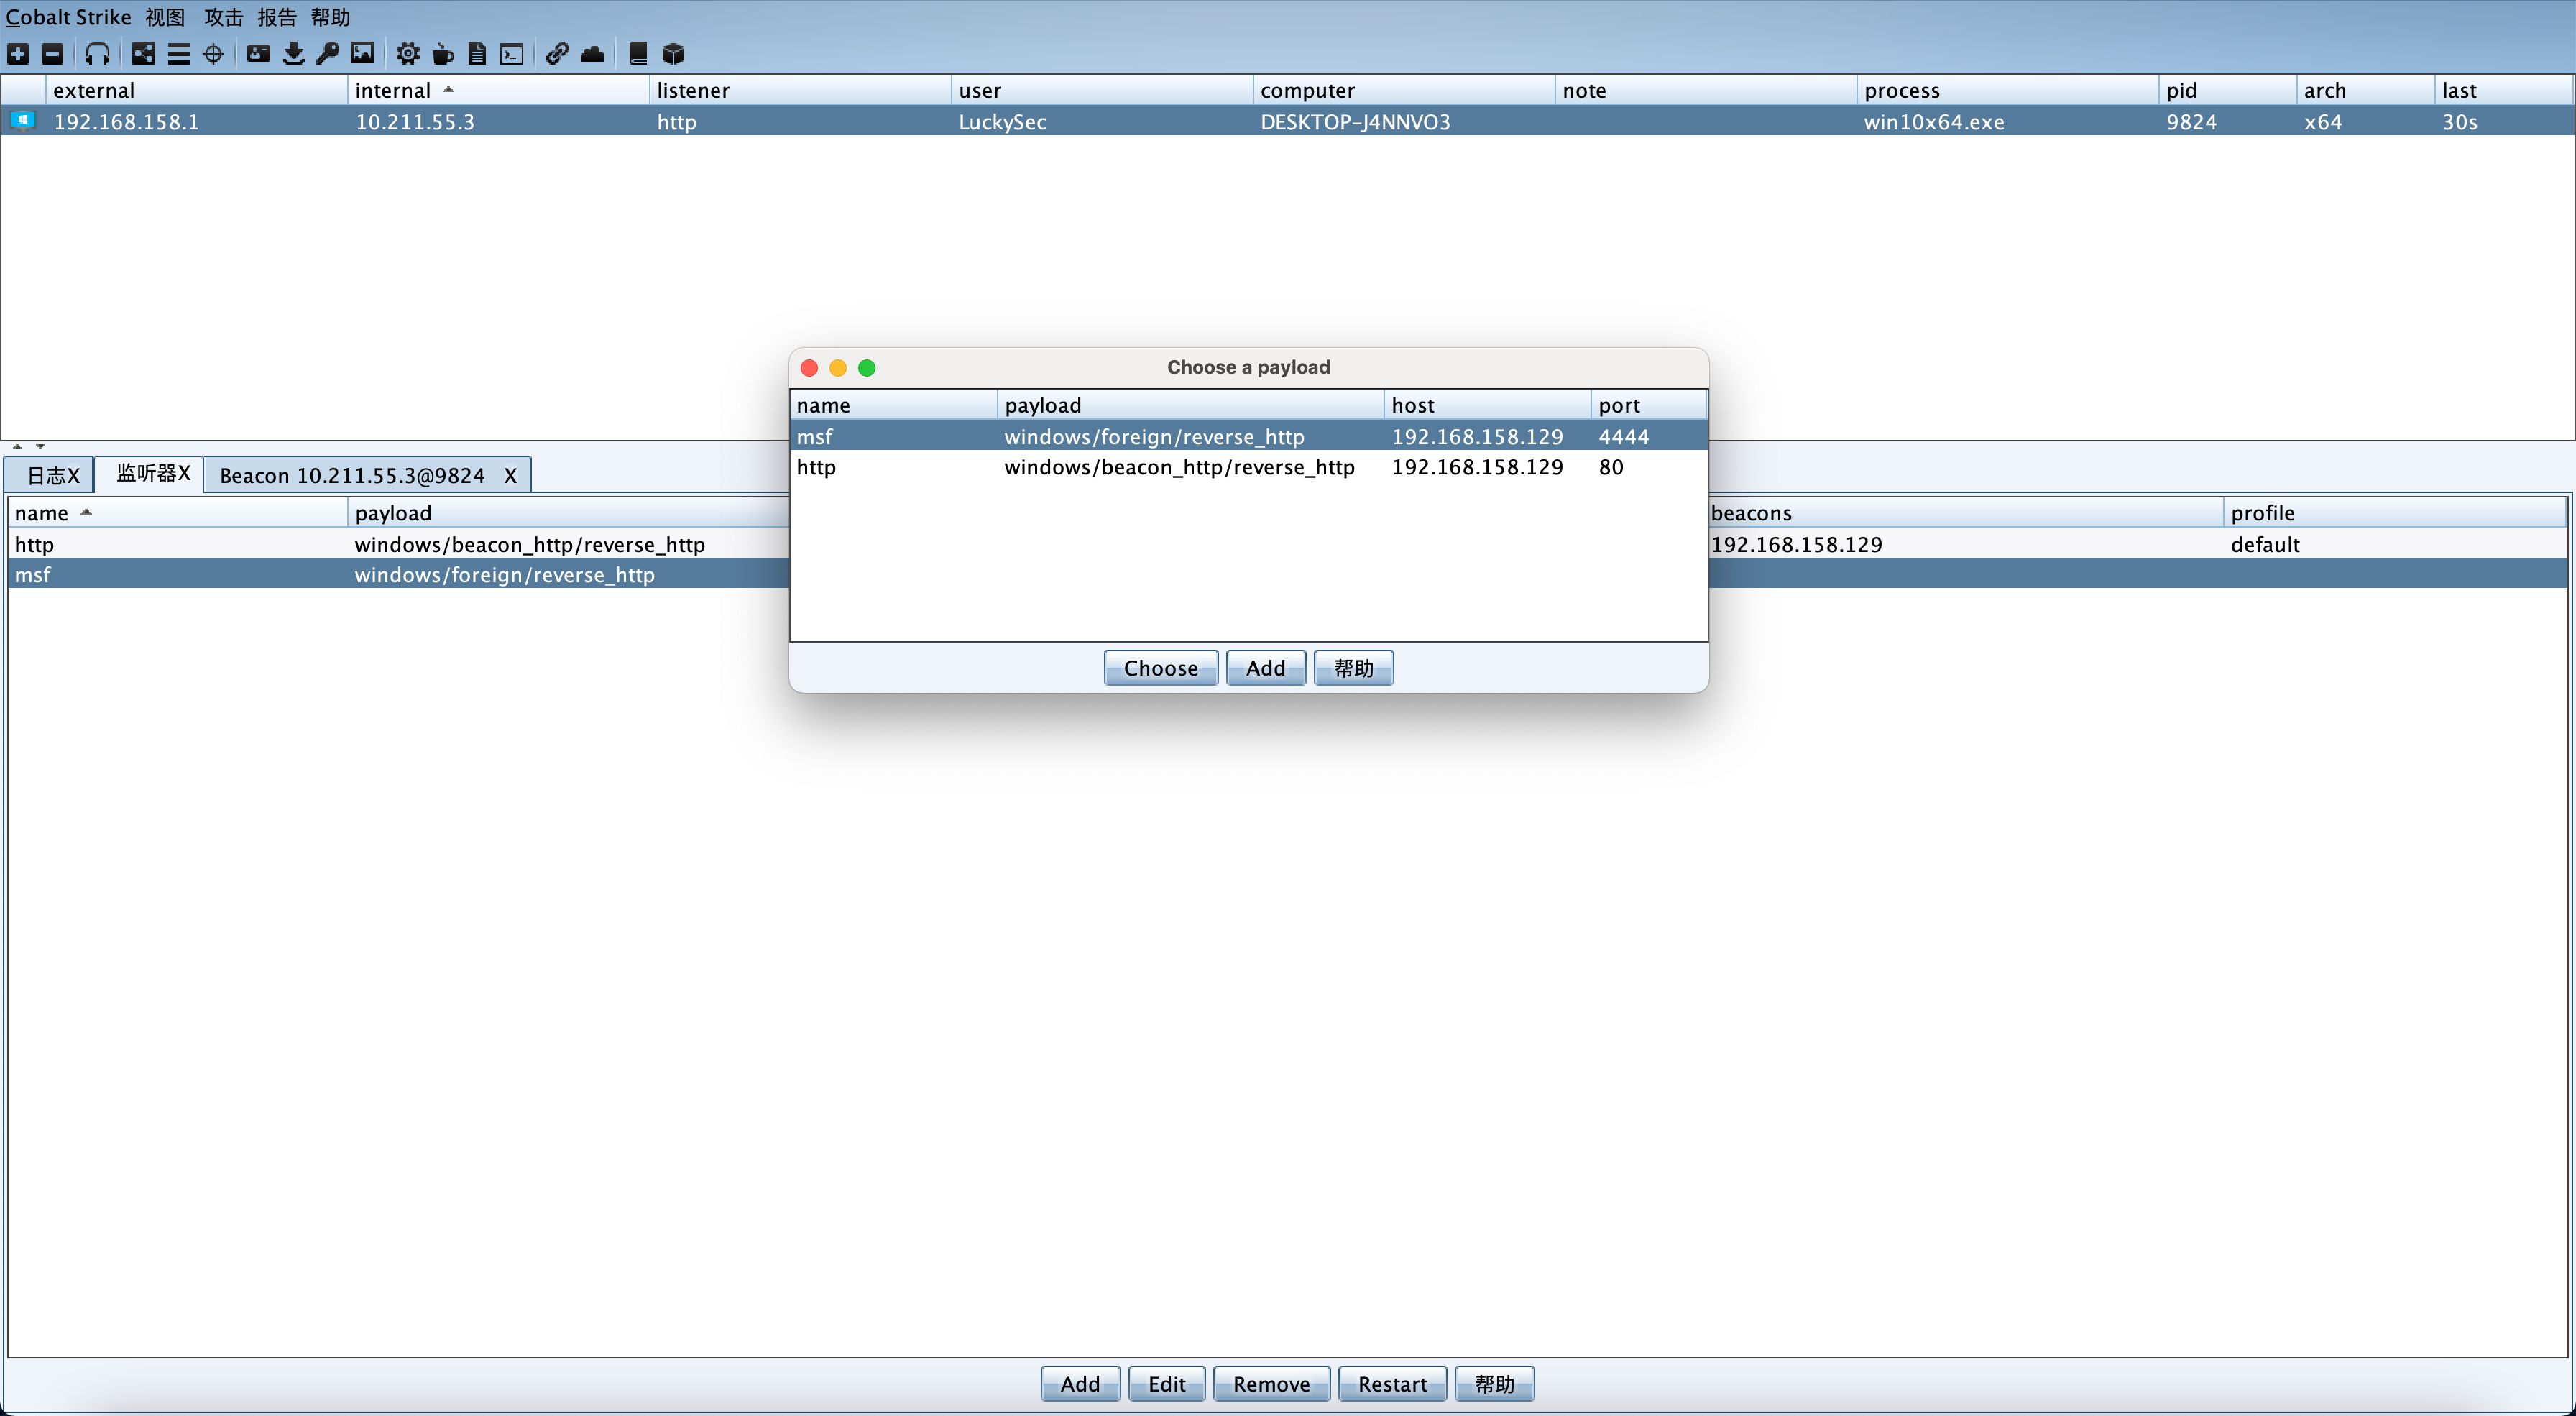 Cobalt Strike 视图 攻击 报告 帮助
external internal listener user computer note process pid arch last
192.168.158.1 10.211.55.3 http LuckySec DESKTOP-J4NNVO3 win10x64.exe 9824 x64 30s
Choose a payload
name payload host port
msf windows/foreign/reverse_http 192.168.158.129 4444
http windows/beacon_http/reverse_http 192.168.158.129 80
Choose Add 帮助
日志X 监听器X Beacon 10.211.55.3@9824 X
name payload beacons profile
http windows/beacon_http/reverse_http 192.168.158.129 default
msf windows/foreign/reverse_http
Add Edit Remove Restart 帮助